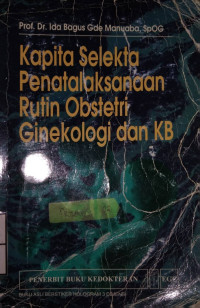 Prof. Dr. Ida Bagus Gde Manuaba, SpOG
Kapita Selekta
Penatalaksanaan
Rutin Obstetri
Ginekologi dan KB
PENERBIT BUKU KEDOKTERAN
EGC